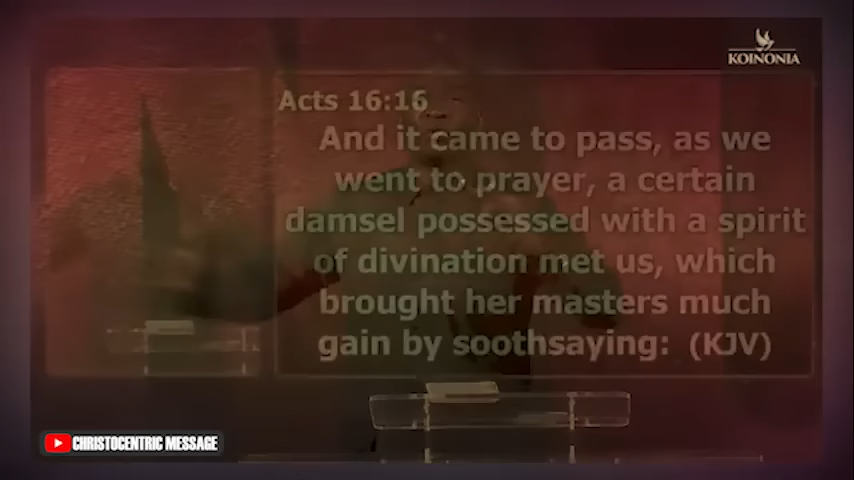 KOINONIA
Acts 16:16
And it came to pass, as we
went to prayer, a certain
damsel possessed with a spirit
of divination met us, which
brought her masters much
gain by soothsaying: (KJV)
CHRISTOCENTRIC MESSAGE